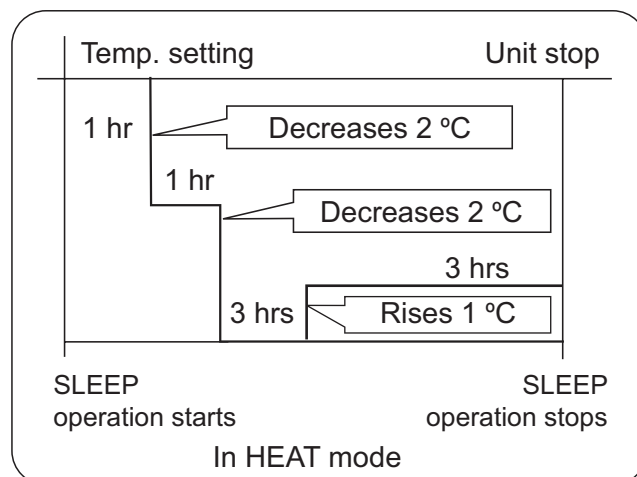 Temp. setting Unit stop
1 hr
Decreases 2 ºC
1 hr
Decreases 2 ºC
3 hrs
3 hrs
Rises 1 ºC
SLEEP
operation starts
SLEEP
operation stops
In HEAT mode